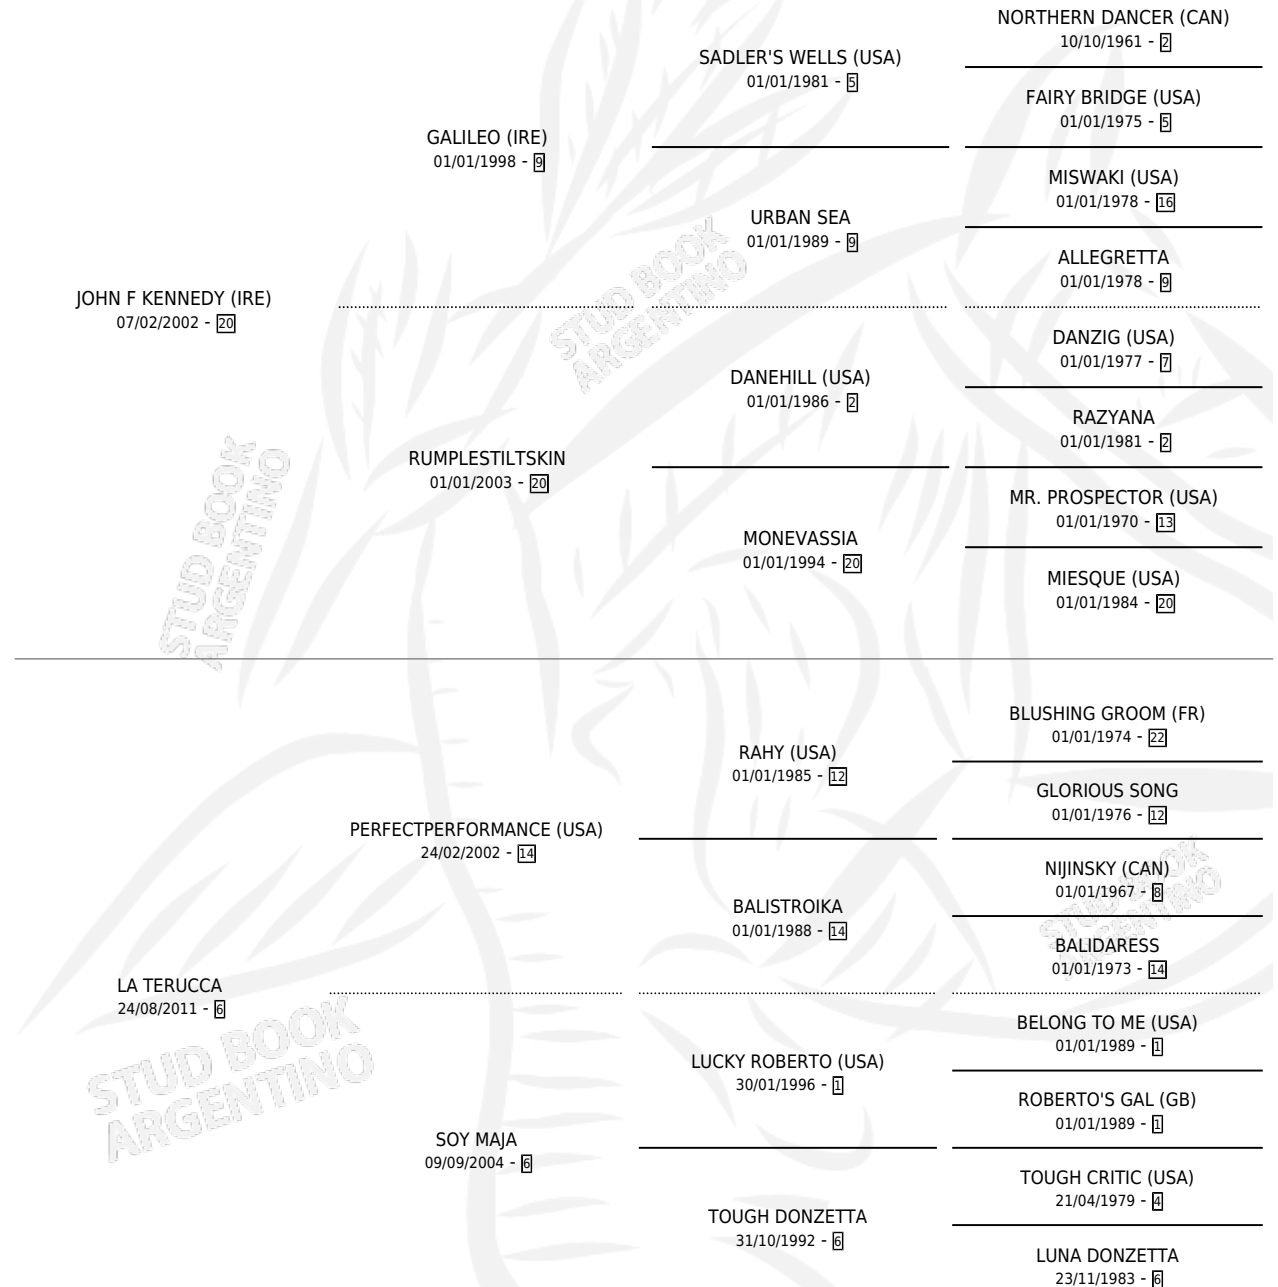 NORTHERN DANCER (CAN)
10/10/1961 - 2
SADLER'S WELLS (USA)
01/01/1981 - 5
FAIRY BRIDGE (USA)
01/01/1975 - 5
GALILEO (IRE)
01/01/1998 - 9
MISWAKI (USA)
01/01/1978 - 16
URBAN SEA
01/01/1989 - 9
ALLEGRETTA
01/01/1978 - 9
JOHN F KENNEDY (IRE)
07/02/2002 - 20
DANZIG (USA)
01/01/1977 - 7
DANEHILL (USA)
01/01/1986 - 2
RAZYANA
01/01/1981 - 2
RUMPLESTILTSKIN
01/01/2003 - 20
MR. PROSPECTOR (USA)
01/01/1970 - 13
MONEVASSIA
01/01/1994 - 20
MIESQUE (USA)
01/01/1984 - 20
STUD BOOK
ARGENTINO
STUD BOOK
ARGENTINO
BLUSHING GROOM (FR)
01/01/1974 - 22
RAHY (USA)
01/01/1985 - 12
GLORIOUS SONG
01/01/1976 - 12
PERFECTPERFORMANCE (USA)
24/02/2002 - 14
NIJINSKY (CAN)
01/01/1967 - 8
BALISTROIKA
01/01/1988 - 14
BALIDARESS
01/01/1973 - 14
STUD BOOK
ARGENTINO
LA TERUCCA
24/08/2011 - 6
BELONG TO ME (USA)
01/01/1989 - 1
LUCKY ROBERTO (USA)
30/01/1996 - 1
ROBERTO'S GAL (GB)
01/01/1989 - 1
STUD BOOK
ARGENTINO
SOY MAJA
09/09/2004 - 6
TOUGH CRITIC (USA)
21/04/1979 - 4
TOUGH DONZETTA
31/10/1992 - 6
LUNA DONZETTA
23/11/1983 - 6